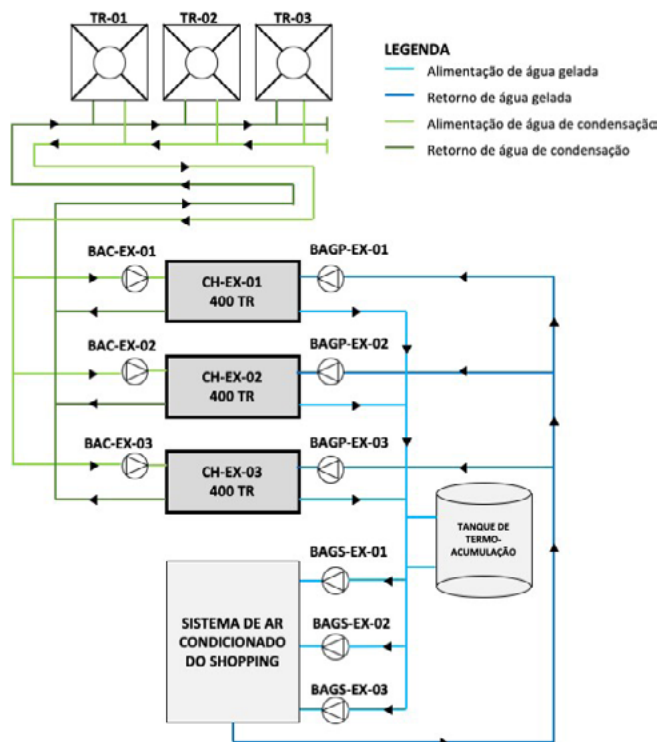 TR-01
TR-02
TR-03
LEGENDA
Alimentação de água gelada
Retorno de água gelada
Alimentação de água de condensação
Retorno de água de condensação
BAC-EX-01
CH-EX-01
400 TR
BAGP-EX-01
BAC-EX-02
CH-EX-02
400 TR
BAGP-EX-02
BAC-EX-03
CH-EX-03
400 TR
BAGP-EX-03
TANQUE DE
TERMO-
ACUMULAÇÃO
SISTEMA DE AR
CONDICIONADO
DO SHOPPING
BAGS-EX-01
BAGS-EX-02
BAGS-EX-03